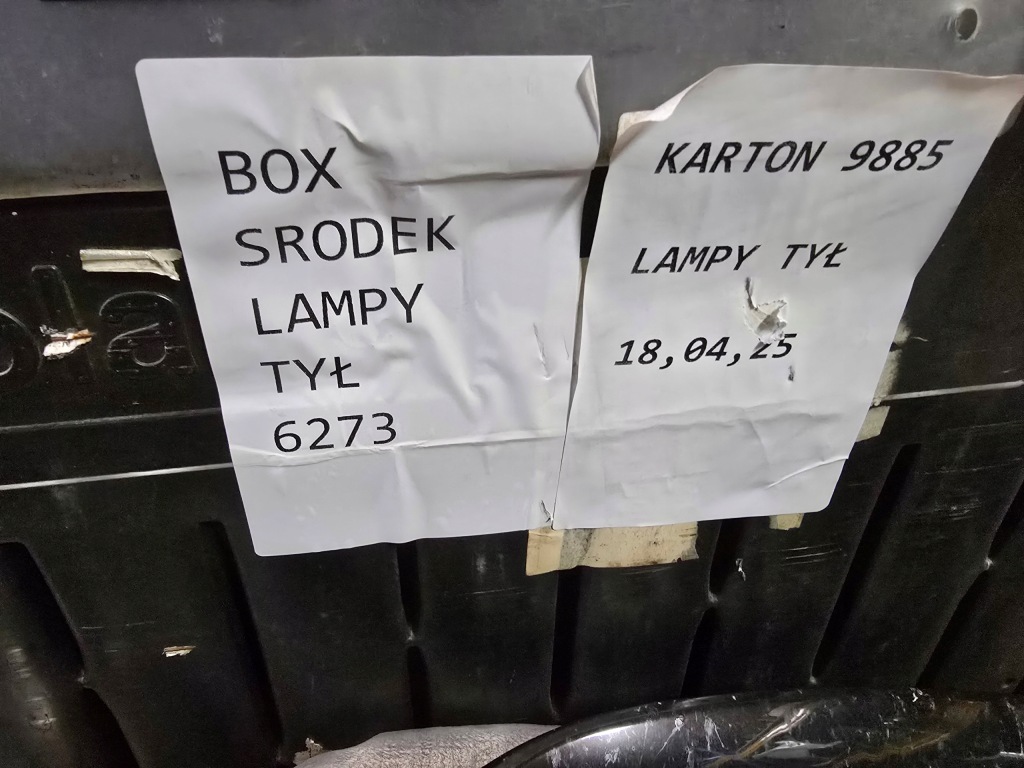 BOX
SRODEK
LAMPY
TYŁ
6273
KARTON 9885
LAMPY TYŁ
18,04,25